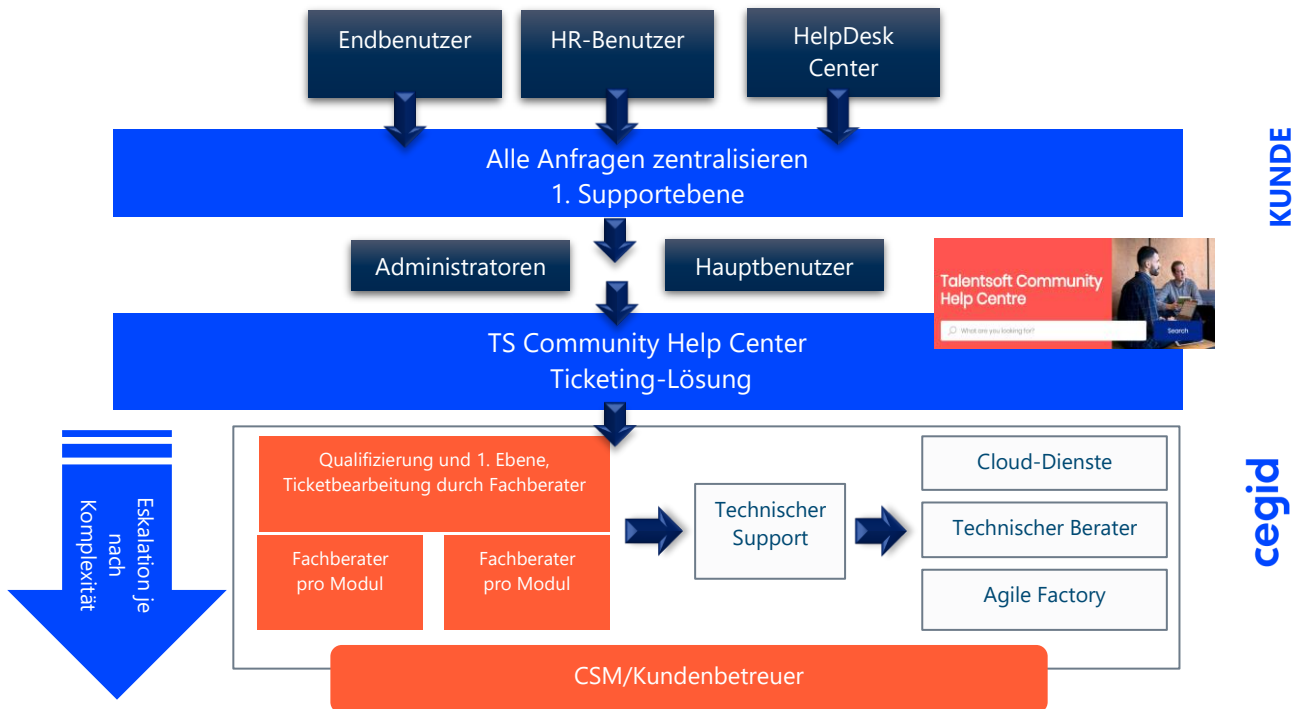 Endbenutzer
HR-Benutzer
HelpDesk
Center
Alle Anfragen zentralisieren
1. Supportebene
KUNDE
Administratoren
Hauptbenutzer
Talentsoft Community
Help Centre
What are you looking for?
Search
TS Community Help Center
Ticketing-Lösung
Eskalation je
nach
Komplexität
Qualifizierung und 1. Ebene,
Ticketbearbeitung durch Fachberater
Fachberater
pro Modul
Fachberater
pro Modul
Technischer
Support
Cloud-Dienste
Technischer Berater
Agile Factory
cegid
CSM/Kundenbetreuer